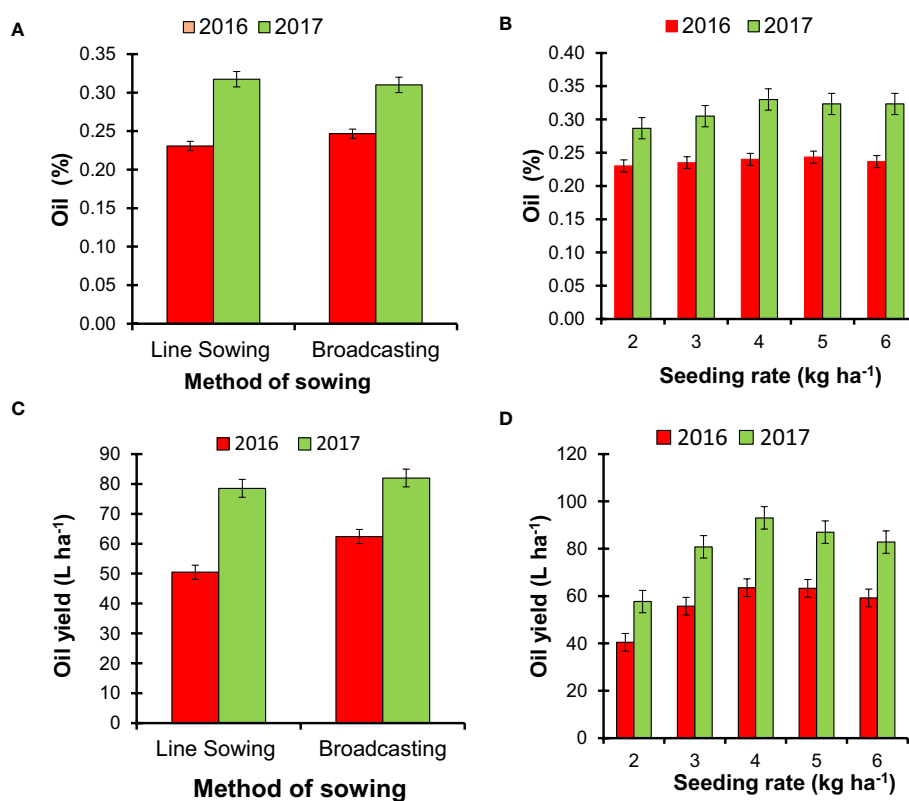 A
2016 2017
Oil (%)
0.35
0.30
0.25
0.20
0.15
0.10
0.05
0.00
Line Sowing Broadcasting
Method of sowing
B
2016 2017
Oil (%)
0.40
0.35
0.30
0.25
0.20
0.15
0.10
0.05
0.00
2 3 4 5 6
Seeding rate (kg ha⁻¹)
C
2016 2017
Oil yield (L ha⁻¹)
90
80
70
60
50
40
30
20
10
0
Line Sowing Broadcasting
Method of sowing
D
2016 2017
Oil yield (L ha⁻¹)
120
100
80
60
40
20
0
2 3 4 5 6
Seeding rate (kg ha⁻¹)